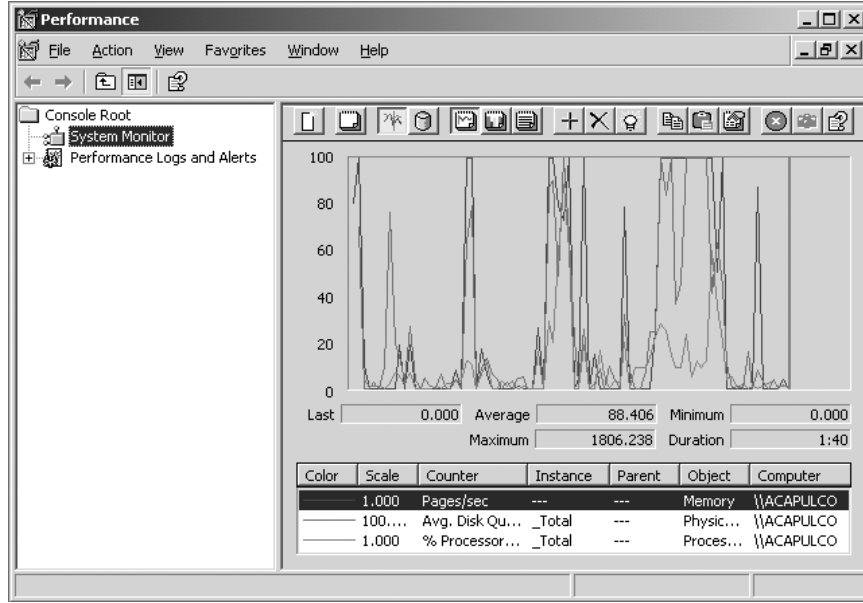 Performance
File Action View Favorites Window Help
Console Root
System Monitor
Performance Logs and Alerts
100
80
60
40
20
0
Last 0.000 Average 88.406 Minimum 0.000
Maximum 1806.238 Duration 1:40
Color Scale Counter Instance Parent Object Computer
1.000 Pages/sec --- --- Memory \\ACAPULCO
100.... Avg. Disk Qu... _Total --- Physic... \\ACAPULCO
1.000 % Processor... _Total --- Proces... \\ACAPULCO